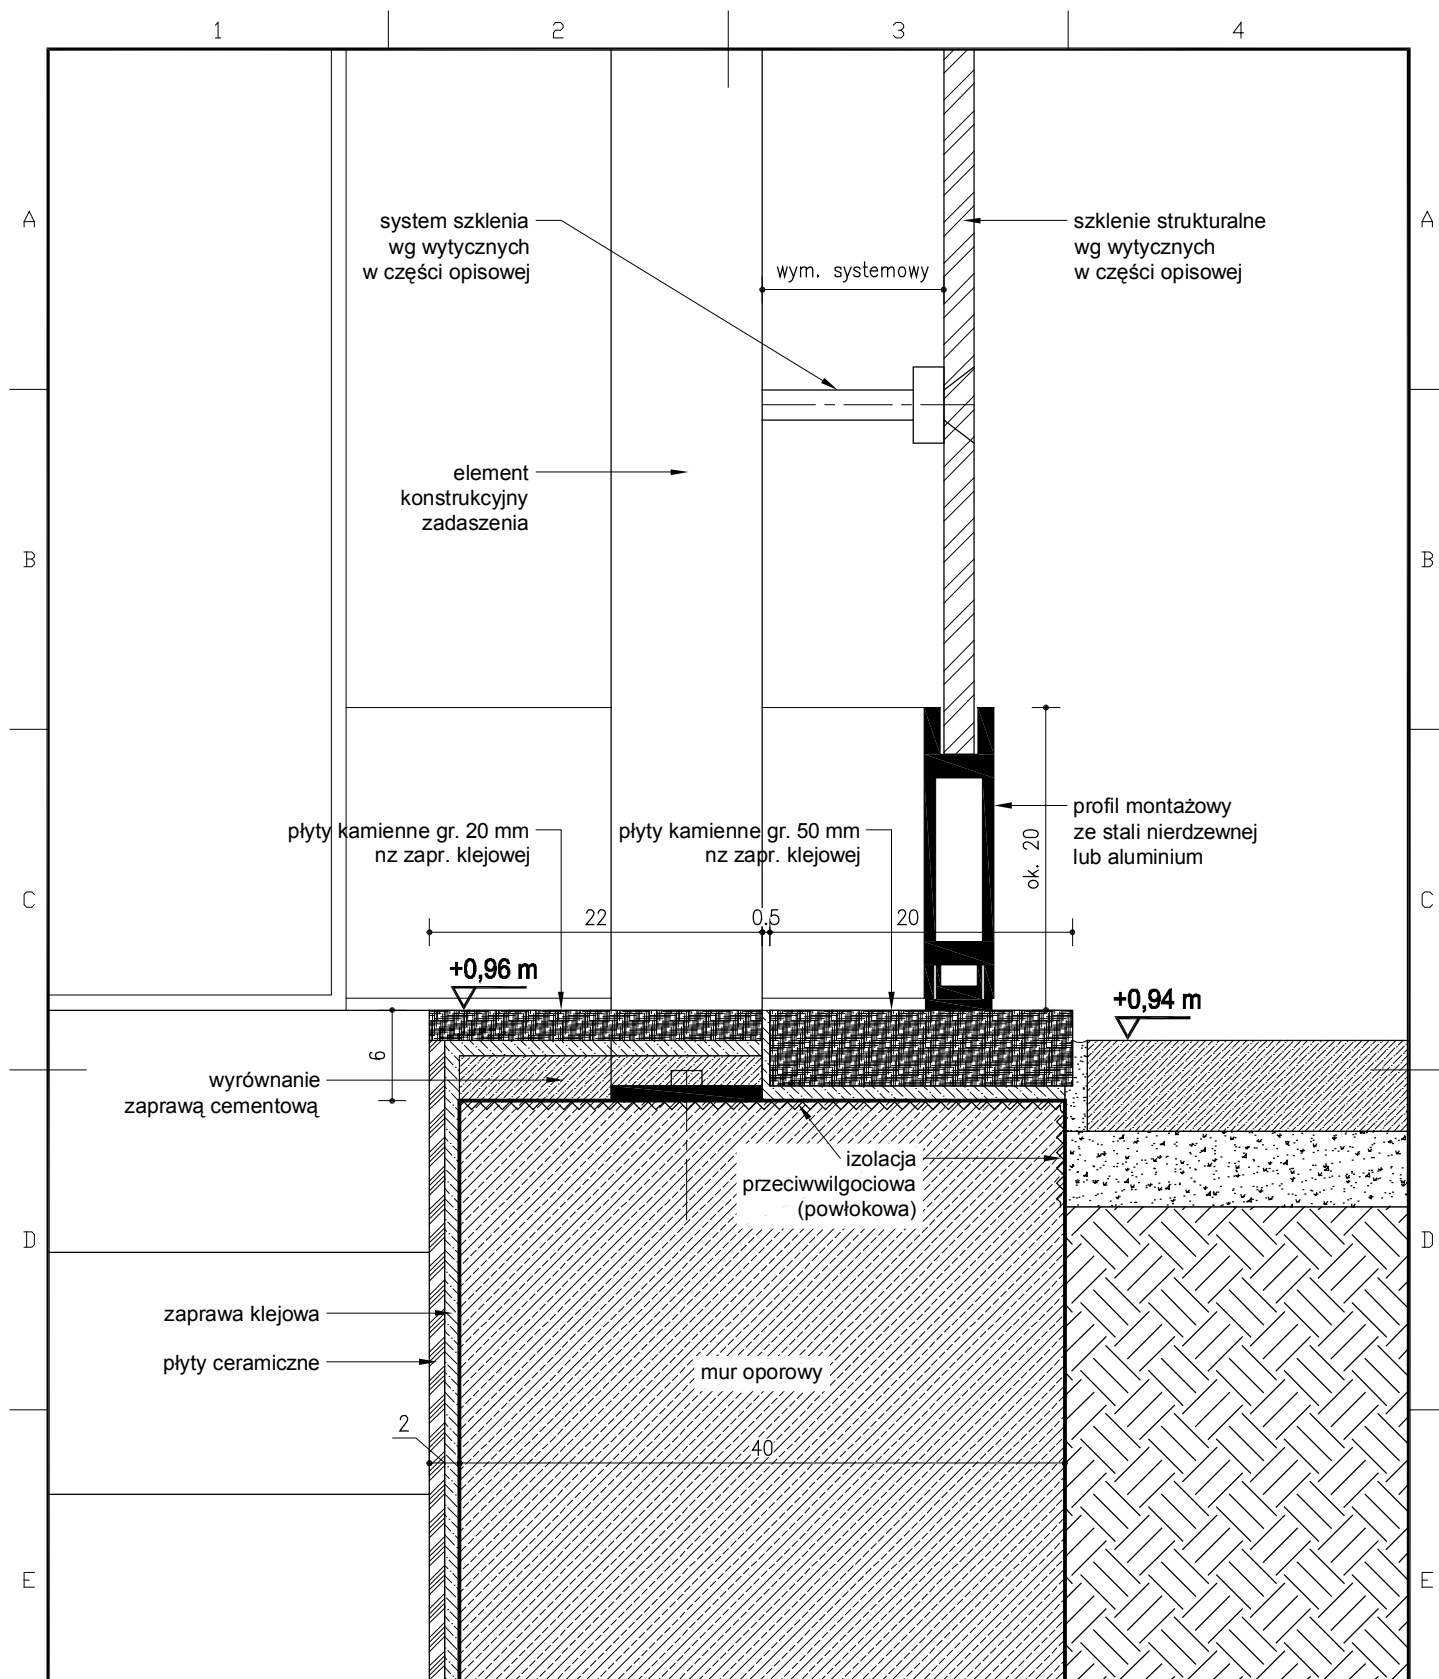 1 2 3 4
A
A
system szklenia
wg wytycznych
w części opisowej
szklenie strukturalne
wg wytycznych
w części opisowej
wym. systemowy
element
konstrukcyjny
zadaszenia
B
B
płyty kamienne gr. 20 mm
nz zapr. klejowej
płyty kamienne gr. 50 mm
nz zapr. klejowej
profil montażowy
ze stali nierdzewnej
lub aluminium
ok. 20
C
C
22
0.5
20
+0,96 m
+0,94 m
6
wyrównanie
zaprawą cementową
izolacja
przeciwwilgociowa
(powłokowa)
D
D
zaprawa klejowa
płyty ceramiczne
mur oporowy
2
40
E
E